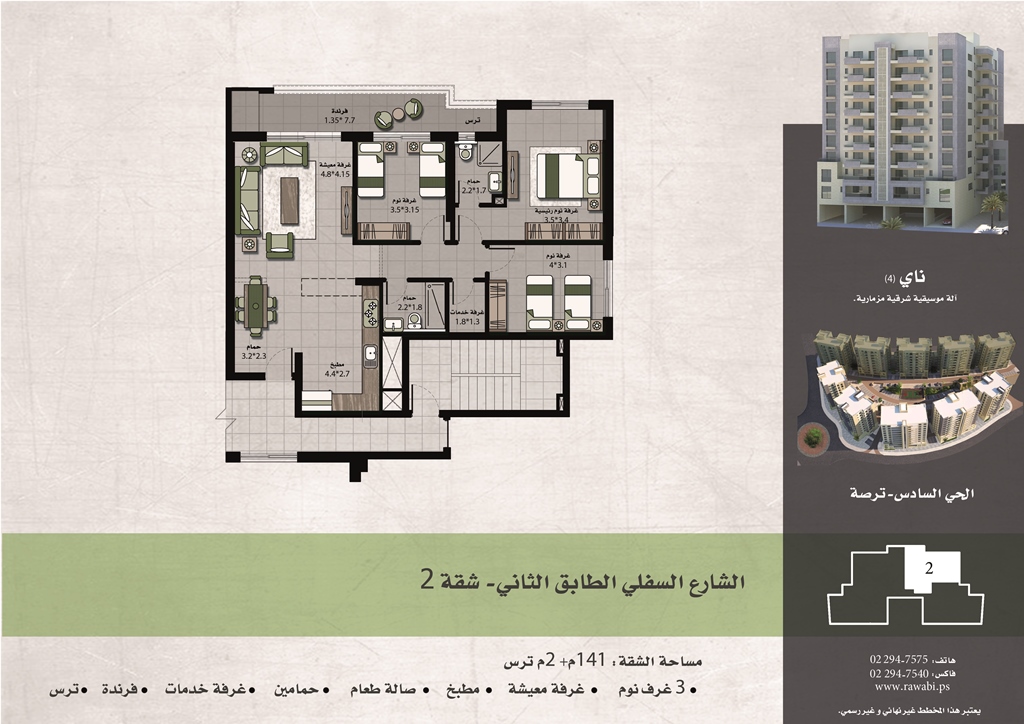 فرندة
1.35* 7.7
ترس
غرفة معيشة
4.8*4.15
غرفة نوم
3.5*3.15
حمام
2.2*1.7
غرفة نوم رئيسية
3.5*3.4
غرفة نوم
4*3.1
حمام
2.2*1.8
غرفة خدمات
1.8*1.3
حمام
3.2*2.3
مطبخ
4.4*2.7
ناي (4)
آلة موسيقية شرقية مزمارية.
الحي السادس-ترصة
2
الشارع السفلي الطابق الثاني- شقة 2
مساحة الشقة: 141م+ 2م ترس
• 3 غرف نوم • غرفة معيشة • مطبخ • صالة طعام • حمامين • غرفة خدمات • فرندة • ترس
هاتف: 02 294-7575
فاكس: 02 294-7540
www.rawabi.ps
يعتبر هذا المخطط غير نهائي و غير رسمي.